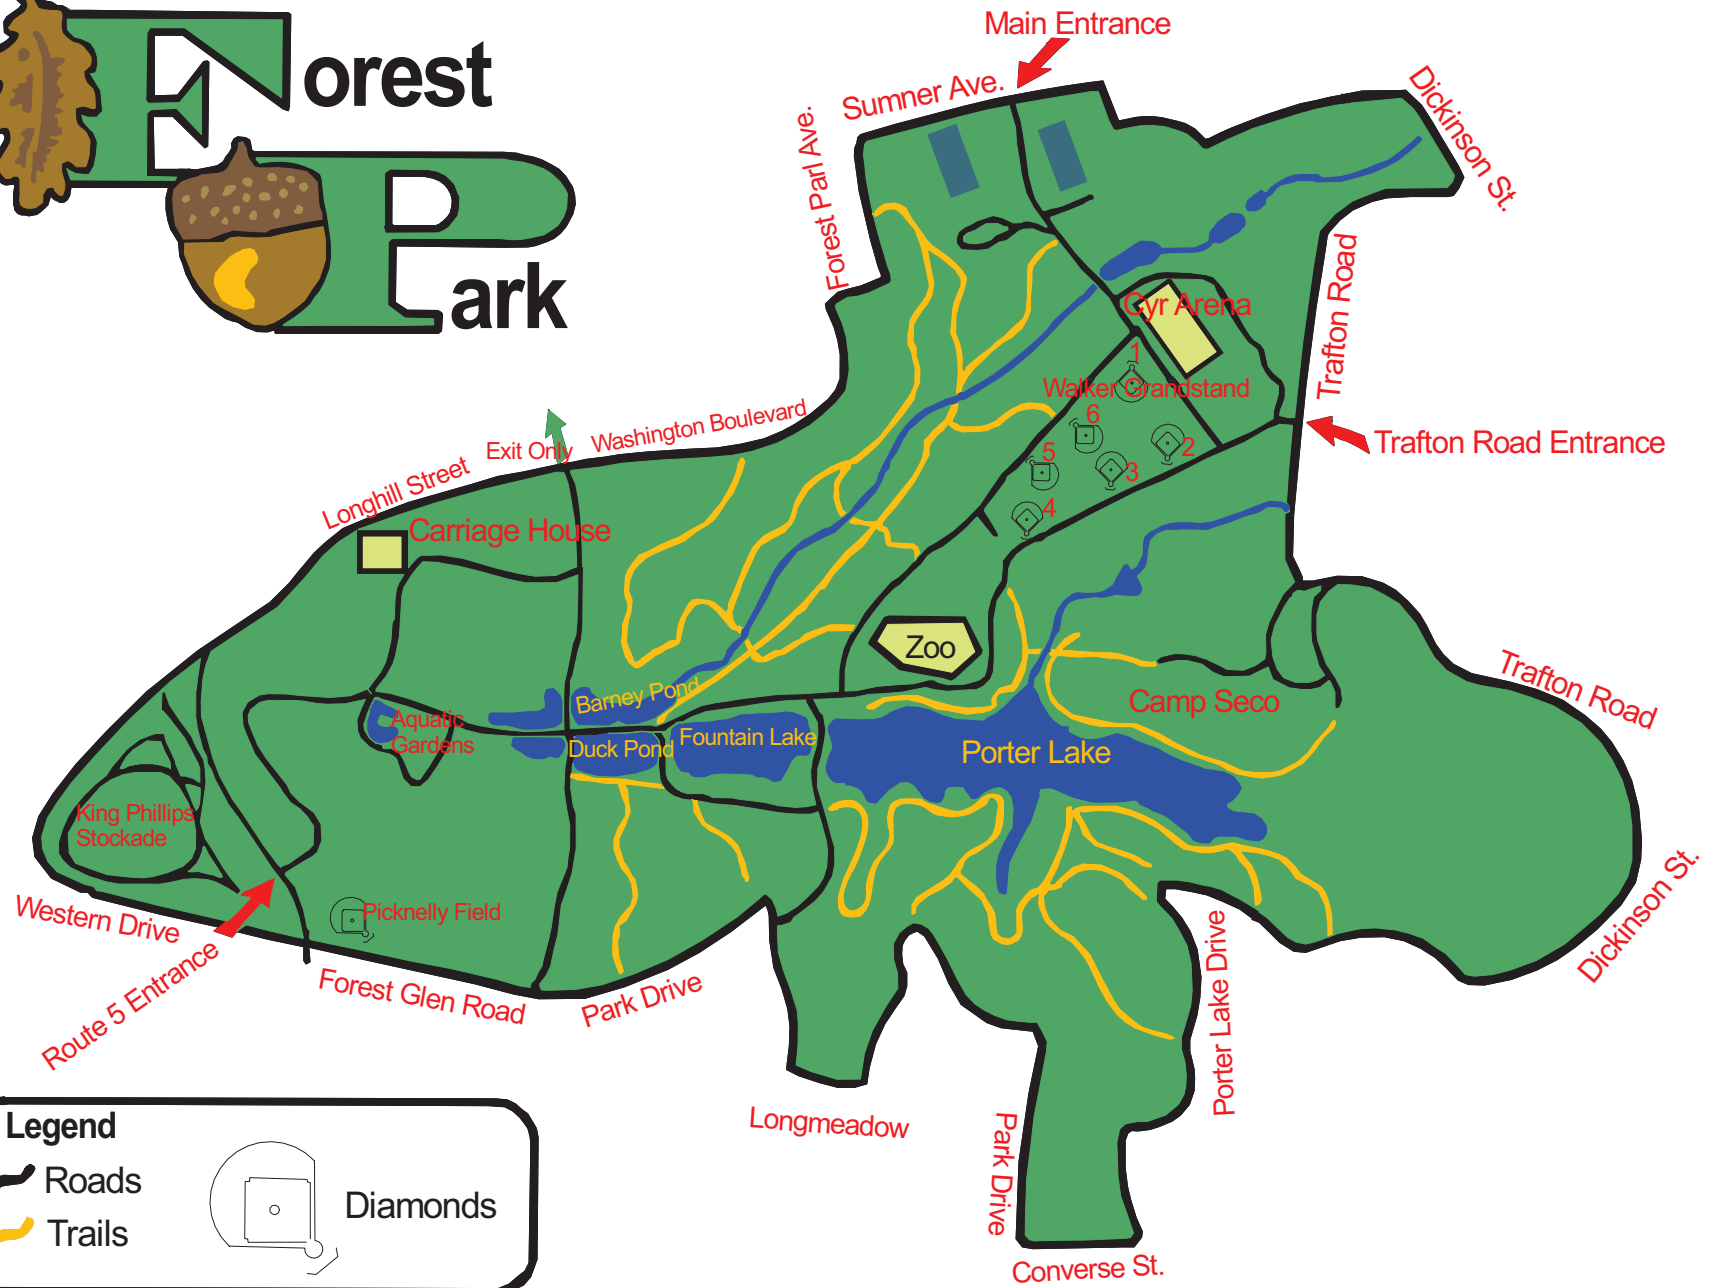 Forest
Park
Main Entrance
Sumner Ave.
Forest Parl Ave.
Dickinson St.
Trafton Road
Cyr Arena
1
Walker Grandstand
6
5
2
3
4
Trafton Road Entrance
Washington Boulevard
Exit Only
Longhill Street
Carriage House
Zoo
Barney Pond
Camp Seco
Trafton Road
Aquatic
Gardens
Duck Pond
Fountain Lake
Porter Lake
King Phillips
Stockade
Western Drive
Picknelly Field
Route 5 Entrance
Forest Glen Road
Park Drive
Porter Lake Drive
Dickinson St.
Longmeadow
Park Drive
Converse St.
Legend
Roads
Trails
Diamonds